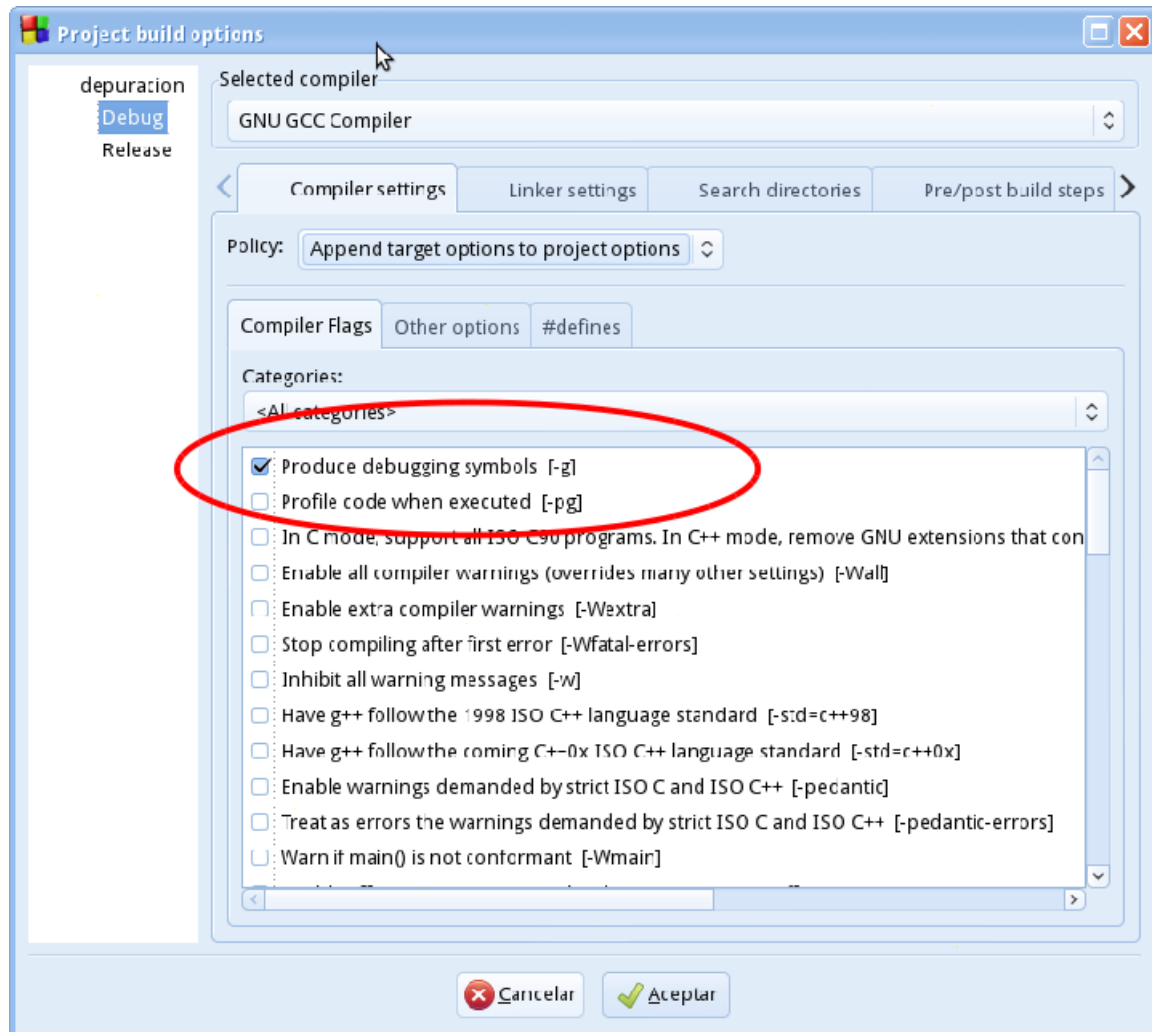 Project build options
depuration
Debug
Release
Selected compiler
GNU GCC Compiler
Compiler settings
Linker settings
Search directories
Pre/post build steps
Policy: Append target options to project options
Compiler Flags
Other options
#defines
Categories:
<All categories>
Produce debugging symbols [-g]
Profile code when executed [-pg]
In C mode, support all ISO C90 programs. In C++ mode, remove GNU extensions that con
Enable all compiler warnings (overrides many other settings) [-Wall]
Enable extra compiler warnings [-Wextra]
Stop compiling after first error [-Wfatal-errors]
Inhibit all warning messages [-w]
Have g++ follow the 1998 ISO C++ language standard [-std=c++98]
Have g++ follow the coming C++0x ISO C++ language standard [-std=c++0x]
Enable warnings demanded by strict ISO C and ISO C++ [-pedantic]
Treat as errors the warnings demanded by strict ISO C and ISO C++ [-pedantic-errors]
Warn if main() is not conformant [-Wmain]
Cancelar
Aceptar